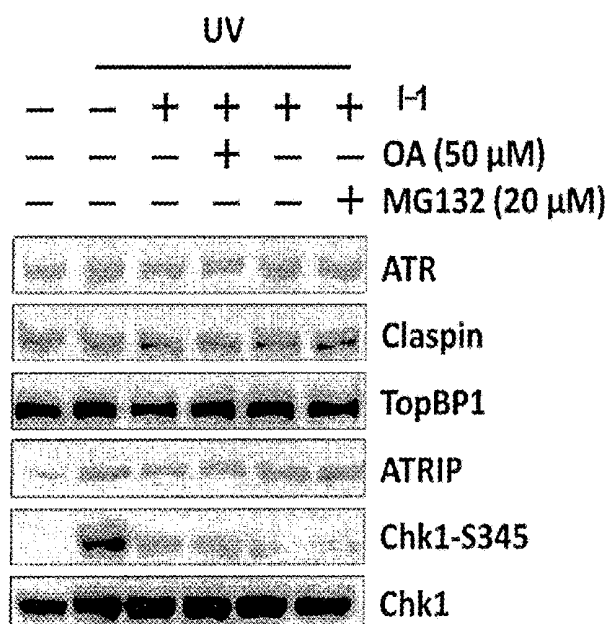 UV
− − + + + + I-1
− − − + − − OA (50 µM)
− − − − − + MG132 (20 µM)
ATR
Claspin
TopBP1
ATRIP
Chk1-S345
Chk1